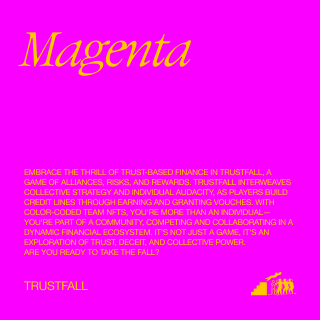 Magenta
EMBRACE THE THRILL OF TRUST-BASED FINANCE IN TRUSTFALL, A
GAME OF ALLIANCES, RISKS, AND REWARDS. TRUSTFALL INTERWEAVES
COLLECTIVE STRATEGY AND INDIVIDUAL AUDACITY, AS PLAYERS BUILD
CREDIT LINES THROUGH EARNING AND GRANTING VOUCHES. WITH
COLOR-CODED TEAM NFTS, YOU'RE MORE THAN AN INDIVIDUAL—
YOU'RE PART OF A COMMUNITY, COMPETING AND COLLABORATING IN A
DYNAMIC FINANCIAL ECOSYSTEM. IT'S NOT JUST A GAME, IT'S AN
EXPLORATION OF TRUST, DECEIT, AND COLLECTIVE POWER.
ARE YOU READY TO TAKE THE FALL?
TRUSTFALL